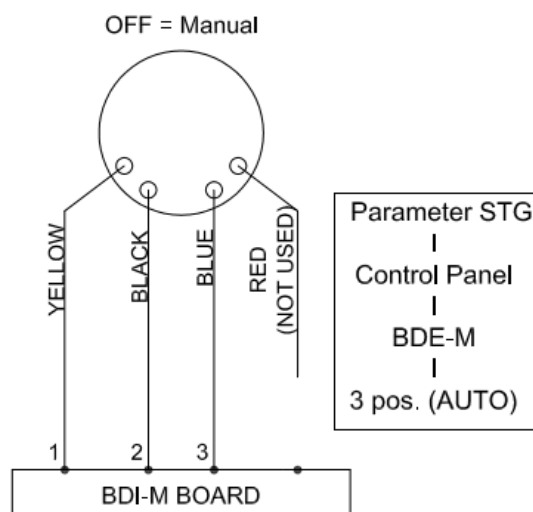 OFF = Manual
YELLOW
BLACK
BLUE
RED
(NOT USED)
Parameter STG
Control Panel
BDE-M
3 pos. (AUTO)
1
2
3
BDI-M BOARD